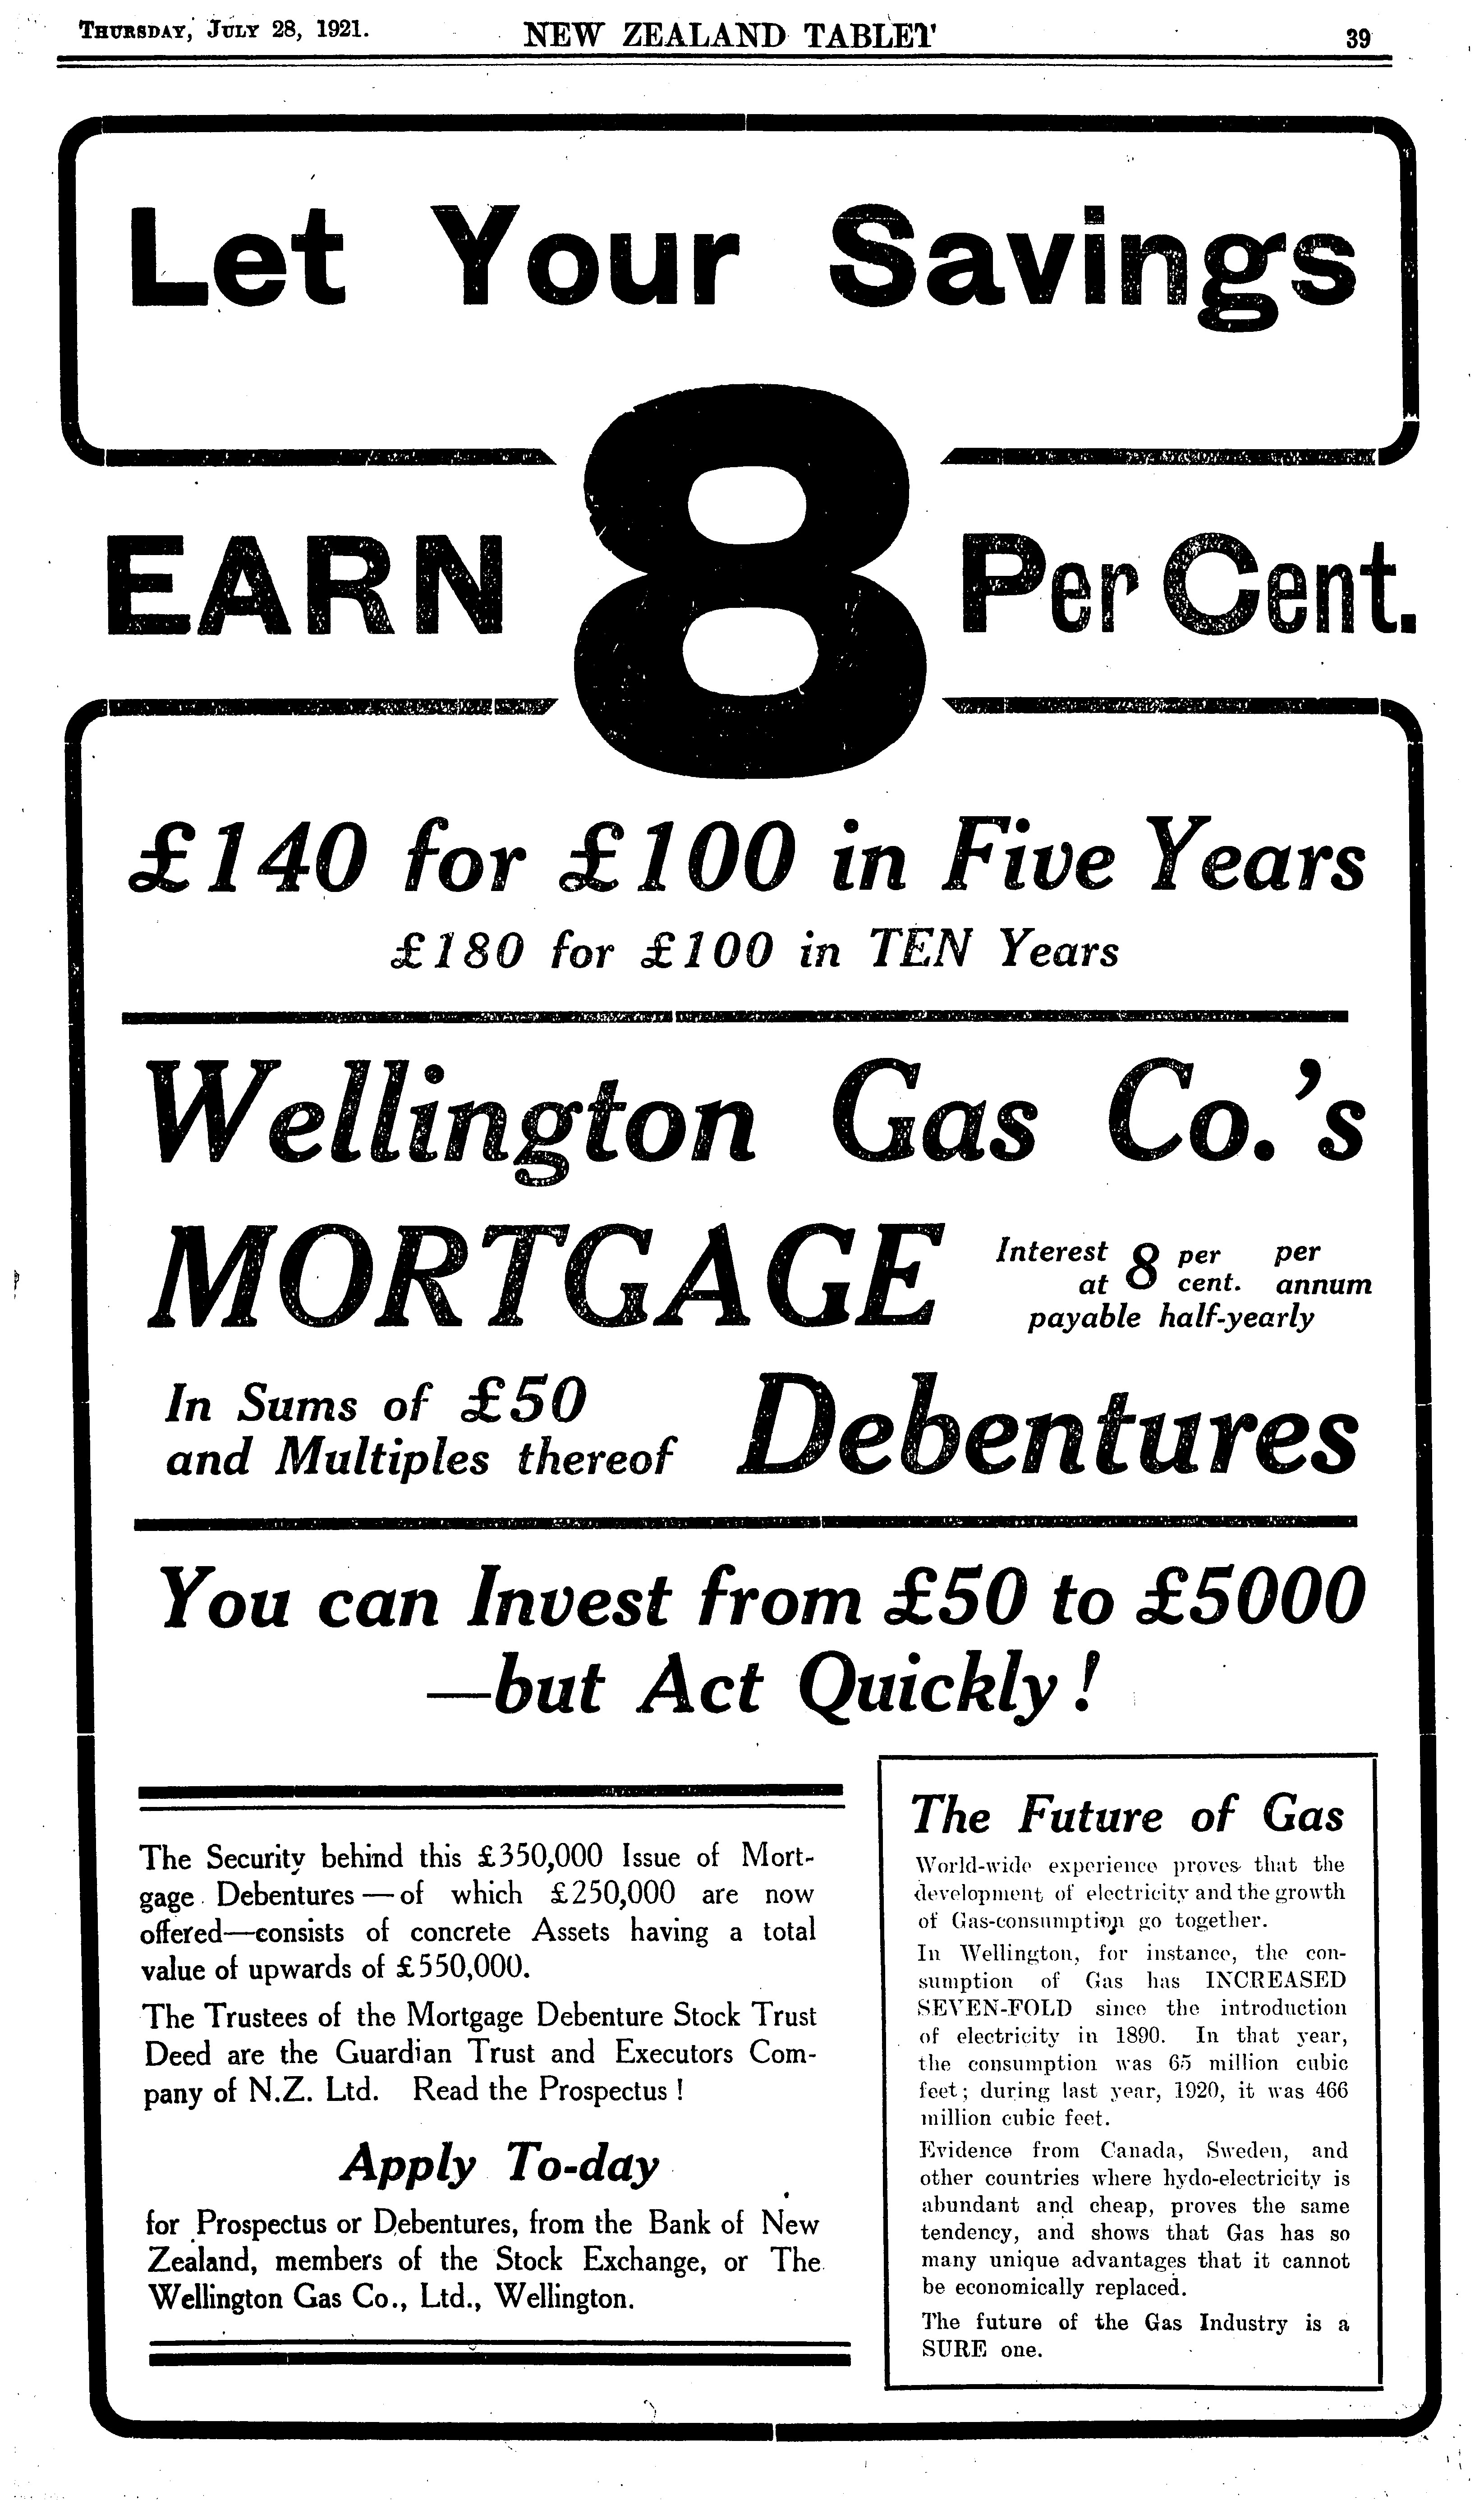 Thursday, July 28, 1921.
NEW ZEALAND TABLET
39
Let Your Savings
EARN 8 Per Cent.
£140 for £100 in Five Years
£180 for £100 in TEN Years
Wellington Gas Co.'s
MORTGAGE
Interest at 8 per cent. per annum
payable half-yearly
In Sums of £50
and Multiples thereof
Debentures
You can Invest from £50 to £5000
—but Act Quickly!
The Security behind this £350,000 Issue of Mort-
gage Debentures — of which £250,000 are now
offered—consists of concrete Assets having a total
value of upwards of £550,000.
The Trustees of the Mortgage Debenture Stock Trust
Deed are the Guardian Trust and Executors Com-
pany of N.Z. Ltd. Read the Prospectus!
Apply To-day
for Prospectus or Debentures, from the Bank of New
Zealand, members of the Stock Exchange, or The
Wellington Gas Co., Ltd., Wellington.
The Future of Gas
World-wide experience proves that the
development of electricity and the growth
of Gas-consumption go together.
In Wellington, for instance, the con-
sumption of Gas has INCREASED
SEVEN-FOLD since the introduction
of electricity in 1890. In that year,
the consumption was 65 million cubic
feet; during last year, 1920, it was 466
million cubic feet.
Evidence from Canada, Sweden, and
other countries where hydo-electricity is
abundant and cheap, proves the same
tendency, and shows that Gas has so
many unique advantages that it cannot
be economically replaced.
The future of the Gas Industry is a
SURE one.